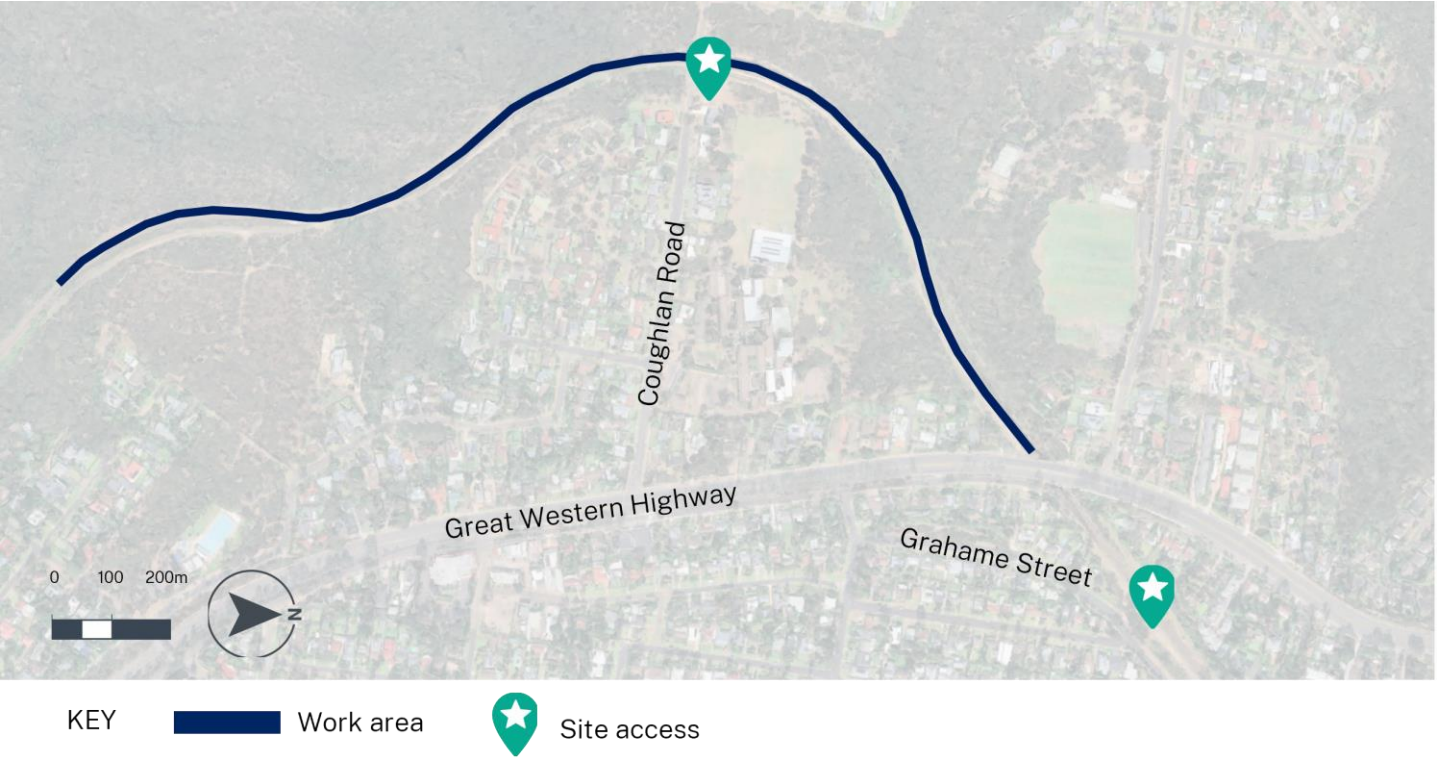 Coughlan Road
Great Western Highway
Grahame Street
0 100 200m
N
KEY Work area Site access